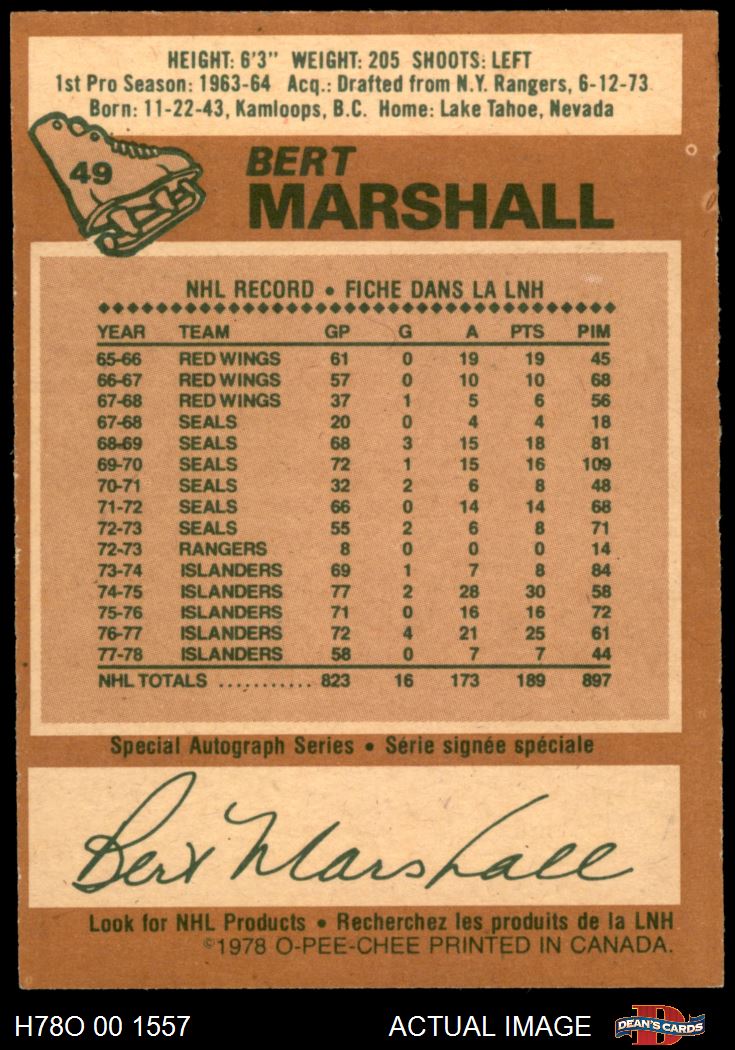 HEIGHT: 6'3" WEIGHT: 205 SHOOTS: LEFT
1st Pro Season: 1963-64 Acq.: Drafted from N.Y. Rangers, 6-12-73
Born: 11-22-43, Kamloops, B.C. Home: Lake Tahoe, Nevada
49
BERT
MARSHALL
NHL RECORD • FICHE DANS LA LNH
YEAR TEAM GP G A PTS PIM
65-66 RED WINGS 61 0 19 19 45
66-67 RED WINGS 57 0 10 10 68
67-68 RED WINGS 37 1 5 6 56
67-68 SEALS 20 0 4 4 18
68-69 SEALS 68 3 15 18 81
69-70 SEALS 72 1 15 16 109
70-71 SEALS 32 2 6 8 48
71-72 SEALS 66 0 14 14 68
72-73 SEALS 55 2 6 8 71
72-73 RANGERS 8 0 0 0 14
73-74 ISLANDERS 69 1 7 8 84
74-75 ISLANDERS 77 2 28 30 58
75-76 ISLANDERS 71 0 16 16 72
76-77 ISLANDERS 72 4 21 25 61
77-78 ISLANDERS 58 0 7 7 44
NHL TOTALS ........... 823 16 173 189 897
Special Autograph Series • Série signée spéciale
Bert Marshall
Look for NHL Products • Recherchez les produits de la LNH
©1978 O-PEE-CHEE PRINTED IN CANADA.
H78O 00 1557 ACTUAL IMAGE D DEAN'S CARDS